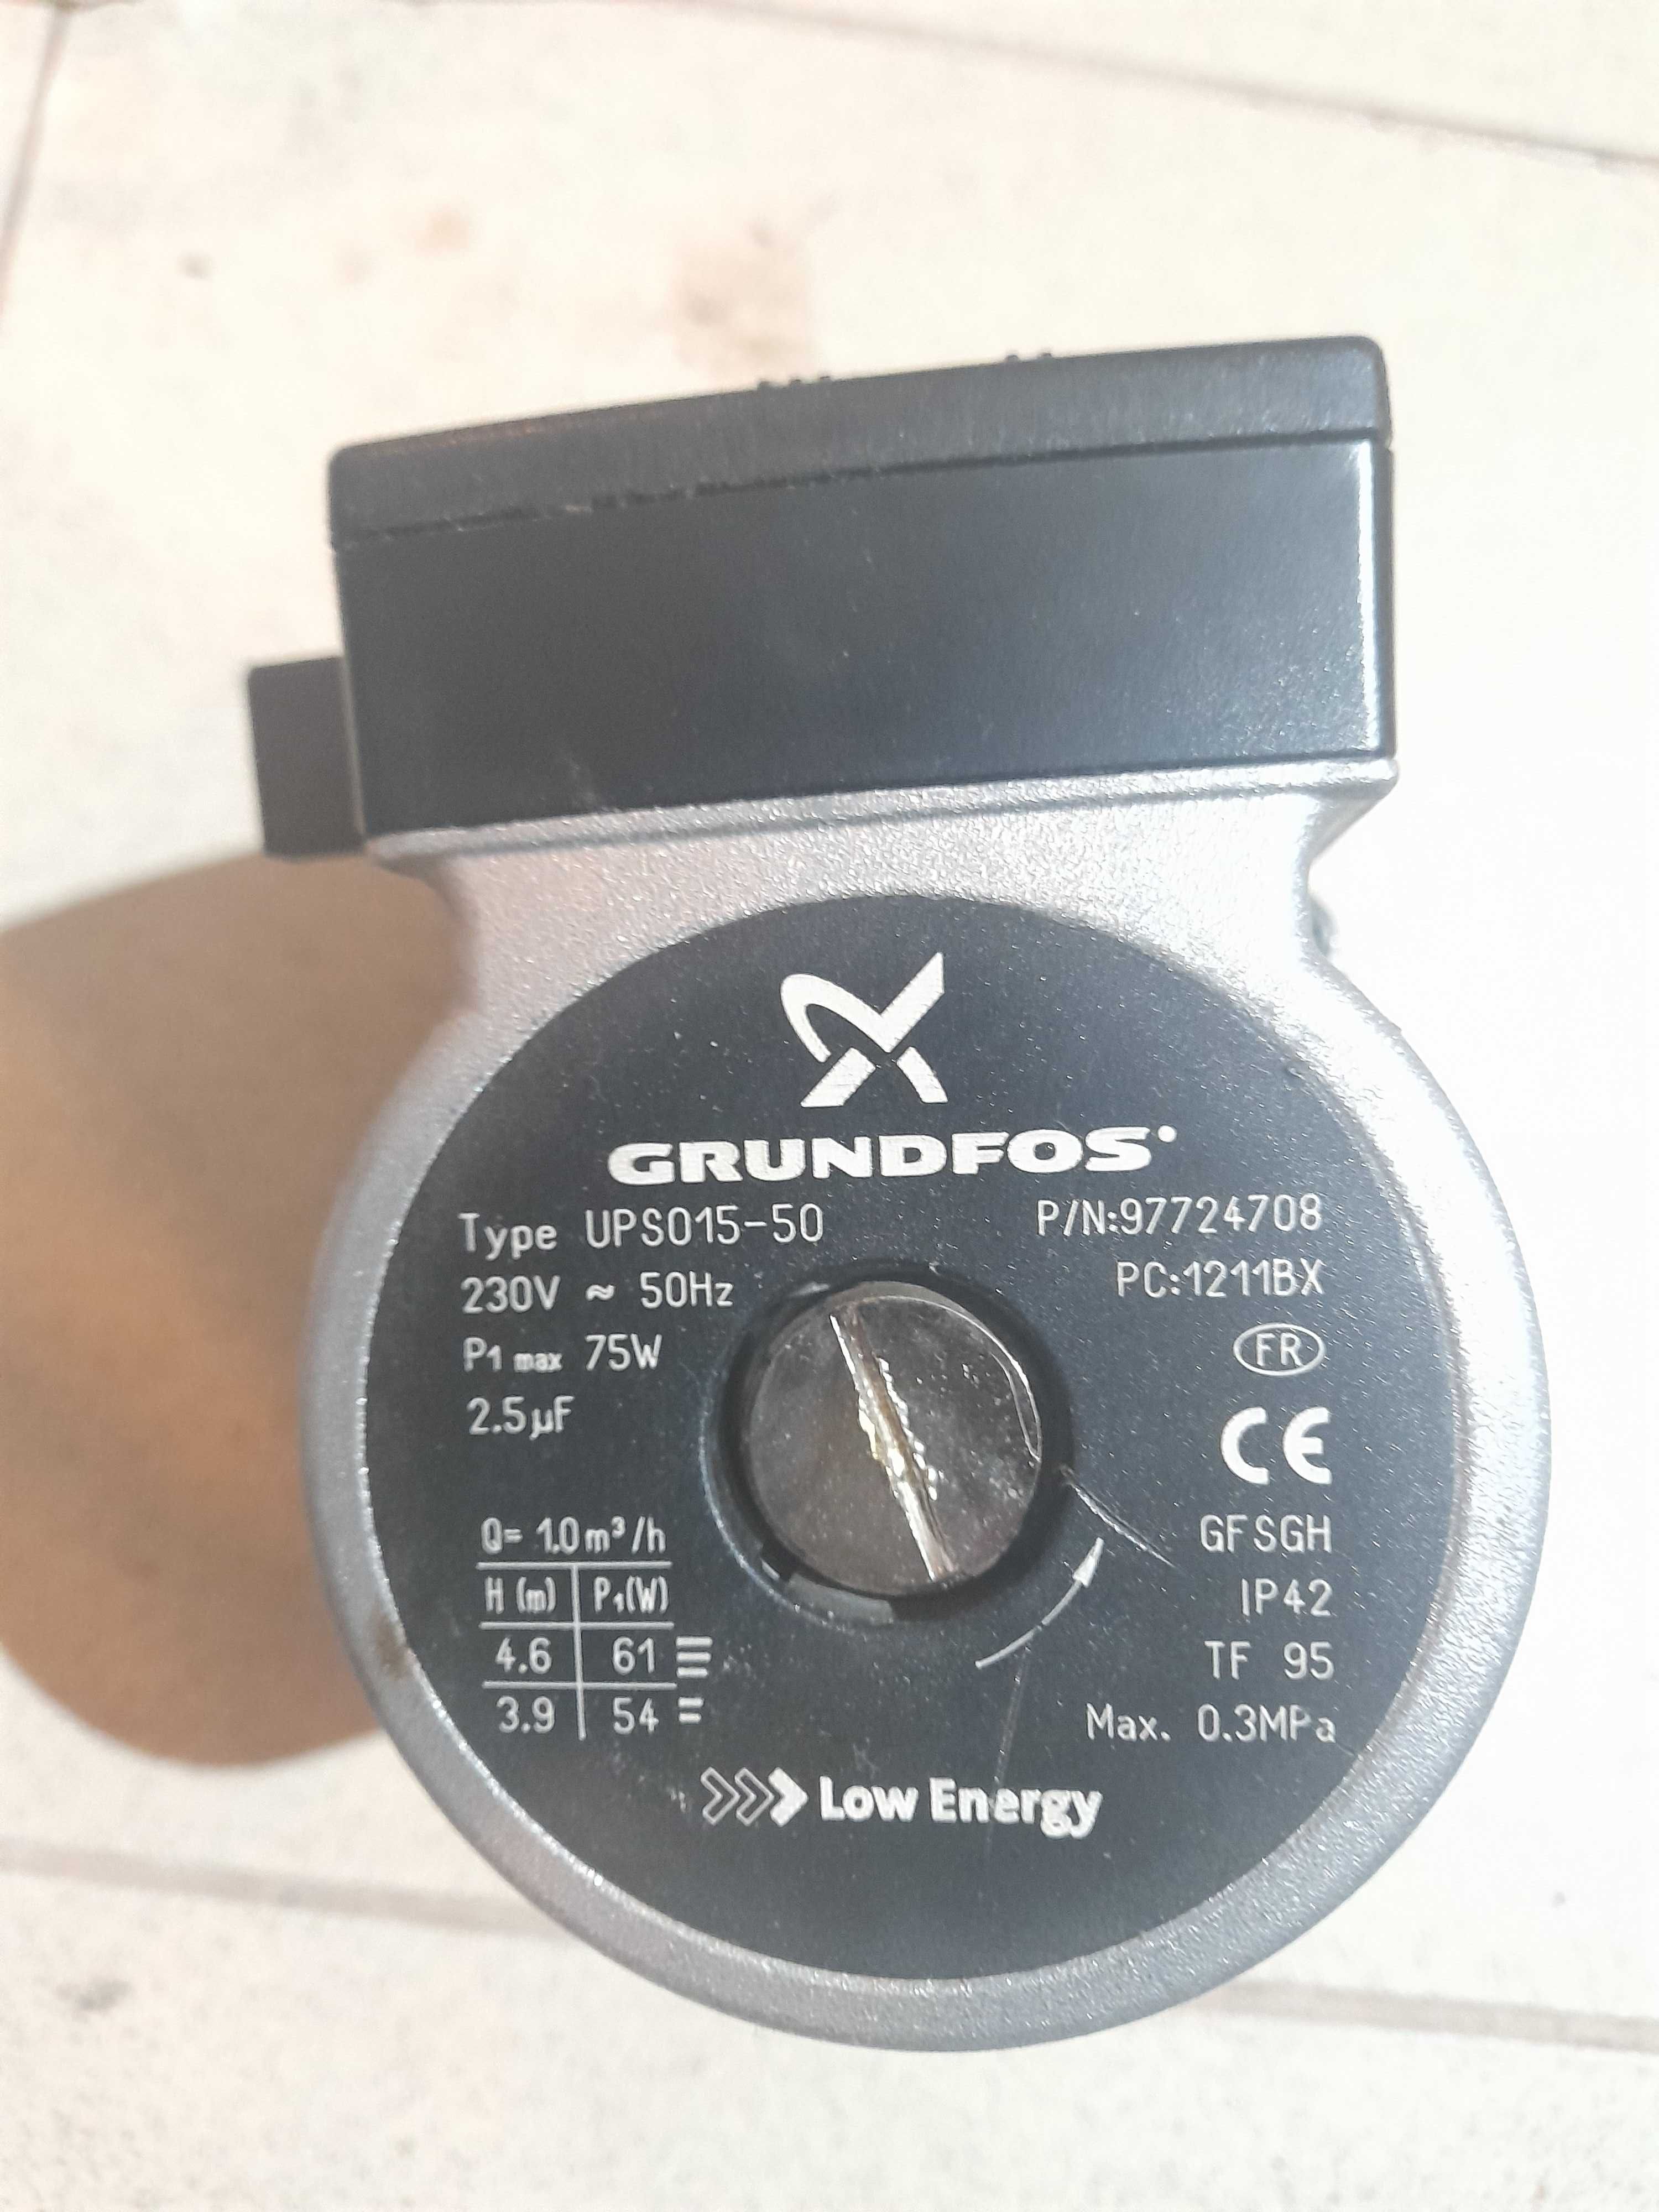 GRUNDFOS
Type UPSO15-50
P/N:97724708
230V ≈ 50Hz
PC:1211BX
P1 max 75W
FR
2.5µF
CE
Q= 1.0m³/h
GFSGH
H (m) P₁(W)
IP42
4.6 61
TF 95
3.9 54
Max. 0.3MPa
Low Energy